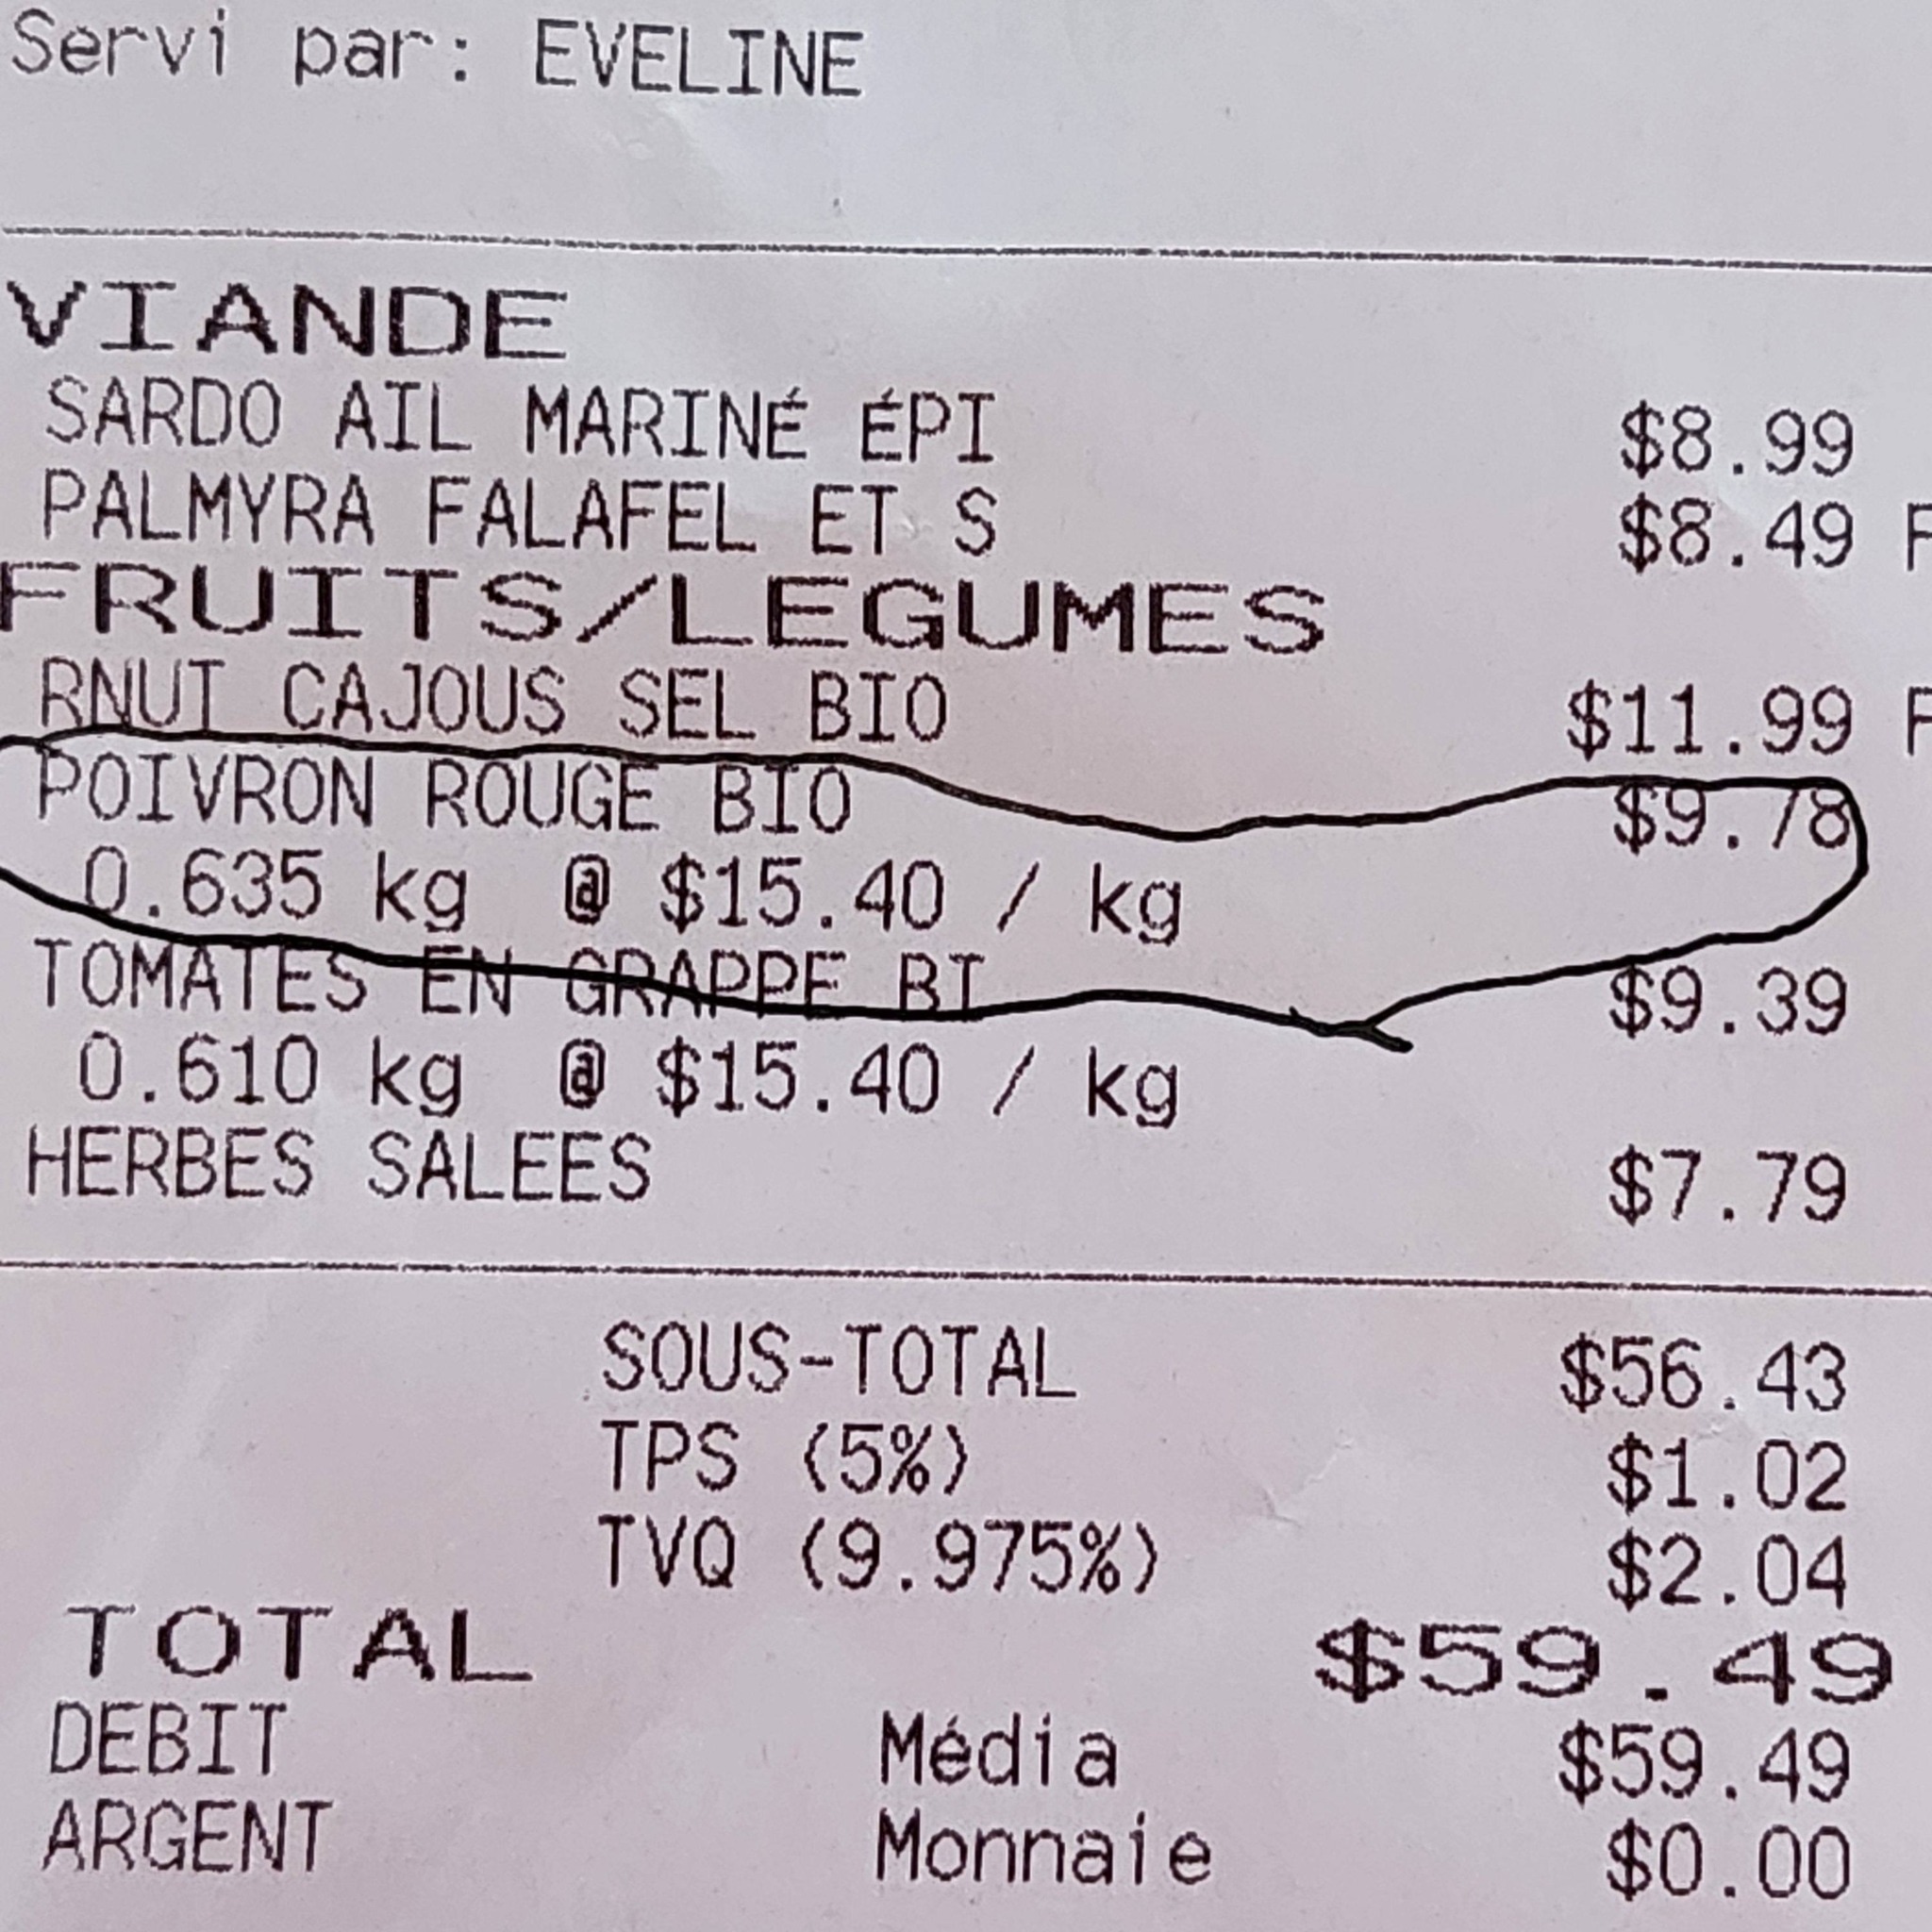 Servi par: EVELINE
VIANDE
SARDO AIL MARINÉ ÉPI $8.99
PALMYRA FALAFEL ET S $8.49 F
FRUITS/LEGUMES
RNUT CAJOUS SEL BIO $11.99 F
POIVRON ROUGE BIO $9.78
0.635 kg @ $15.40 / kg
TOMATES EN GRAPPE BI $9.39
0.610 kg @ $15.40 / kg
HERBES SALEES $7.79
SOUS-TOTAL $56.43
TPS (5%) $1.02
TVQ (9.975%) $2.04
TOTAL $59.49
DEBIT Média $59.49
ARGENT Monnaie $0.00